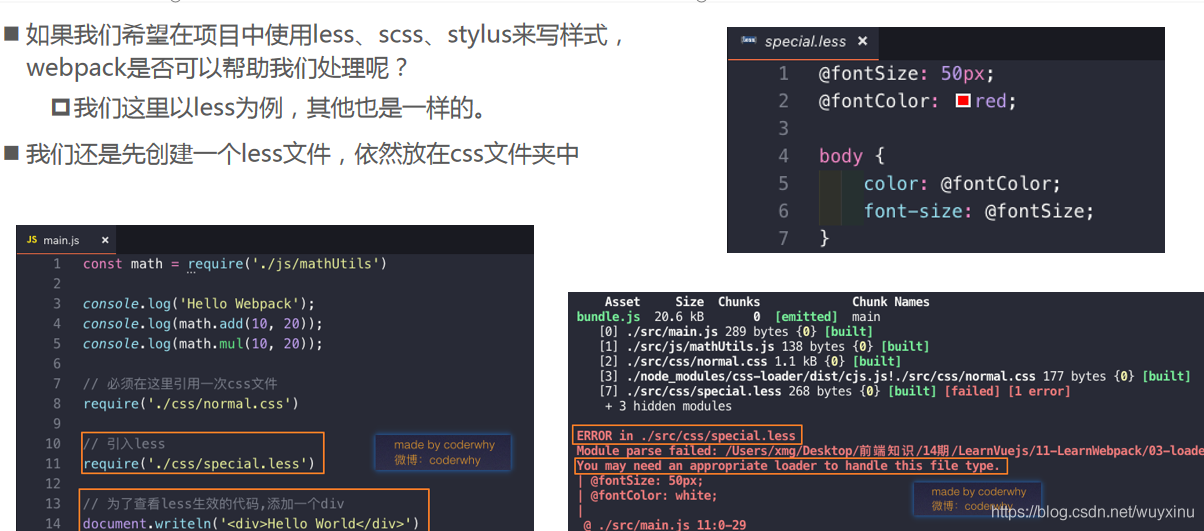 ■ 如果我们希望在项目中使用less、scss、stylus来写样式，
webpack是否可以帮助我们处理呢？
我们这里以less为例，其他也是一样的。
■ 我们还是先创建一个less文件，依然放在css文件夹中
special.less ×
1 @fontSize: 50px;
2 @fontColor: red;
3
4 body {
5 color: @fontColor;
6 font-size: @fontSize;
7 }
JS main.js ×
1 const math = require('./js/mathUtils')
2
3 console.log('Hello Webpack');
4 console.log(math.add(10, 20));
5 console.log(math.mul(10, 20));
6
7 // 必须在这里引用一次css文件
8 require('./css/normal.css')
9
10 // 引入less
11 require('./css/special.less')
12
13 // 为了查看less生效的代码,添加一个div
14 document.writeln('<div>Hello World</div>')
made by coderwhy
微博：coderwhy
Asset Size Chunks Chunk Names
bundle.js 20.6 kB 0 [emitted] main
[0] ./src/main.js 289 bytes {0} [built]
[1] ./src/js/mathUtils.js 138 bytes {0} [built]
[2] ./src/css/normal.css 1.1 kB {0} [built]
[3] ./node_modules/css-loader/dist/cjs.js!./src/css/normal.css 177 bytes {0} [built]
[7] ./src/css/special.less 268 bytes {0} [built] [failed] [1 error]
+ 3 hidden modules
ERROR in ./src/css/special.less
Module parse failed: /Users/xmg/Desktop/前端知识/14期/LearnVuejs/11-LearnWebpack/03-loade
You may need an appropriate loader to handle this file type.
| @fontSize: 50px;
| @fontColor: white;
|
@ ./src/main.js 11:0-29
made by coderwhy
微博：coderwhy
https://blog.csdn.net/wuyxinu